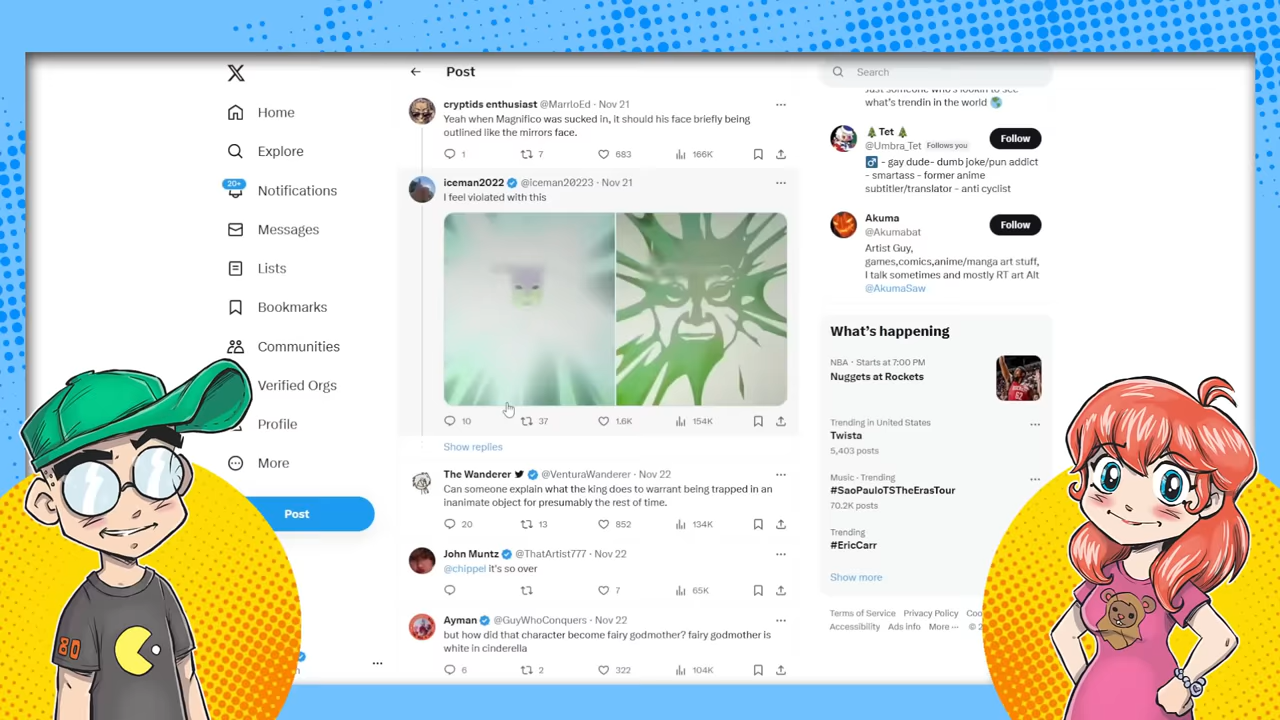 Post
cryptids enthusiast @MarrloEd · Nov 21
Yeah when Magnifico was sucked in, it should his face briefly being
outlined like the mirrors face.
1 7 683 166K
iceman2022 @iceman20223 · Nov 21
I feel violated with this
10 37 1.6K 154K
Show replies
The Wanderer @VenturaWanderer · Nov 22
Can someone explain what the king does to warrant being trapped in an
inanimate object for presumably the rest of time.
20 13 852 134K
John Muntz @ThatArtist777 · Nov 22
@chippel it's so over
7 65K
Ayman @GuyWhoConquers · Nov 22
but how did that character become fairy godmother? fairy godmother is
white in cinderella
6 2 322 104K
Home
Explore
20+
Notifications
Messages
Lists
Bookmarks
Communities
Verified Orgs
Profile
More
Post
Search
Just someone who's lookin to see
what's trendin in the world
Tet
@Umbra_Tet Follows you
Follow
- gay dude- dumb joke/pun addict
- smartass - former anime
subtitler/translator - anti cyclist
Akuma
@Akumabat
Follow
Artist Guy,
games,comics,anime/manga art stuff,
I talk sometimes and mostly RT art Alt
@AkumaSaw
What's happening
NBA · Starts at 7:00 PM
Nuggets at Rockets
Trending in United States
Twista
5,403 posts
Music · Trending
#SaoPauloTSTheErasTour
70.2K posts
Trending
#EricCarr
Show more
Terms of Service Privacy Policy Coo
Accessibility Ads info More ··· © 2
80